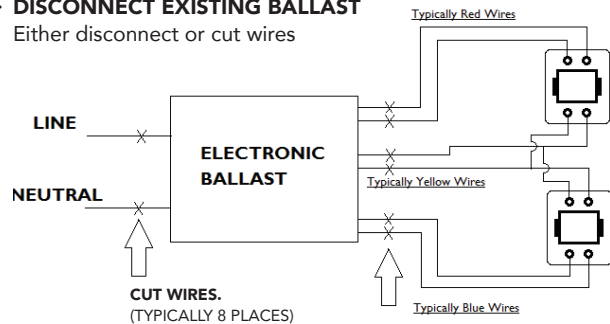 DISCONNECT EXISTING BALLAST
Either disconnect or cut wires
Typically Red Wires
LINE
ELECTRONIC
BALLAST
Typically Yellow Wires
NEUTRAL
CUT WIRES.
(TYPICALLY 8 PLACES)
Typically Blue Wires